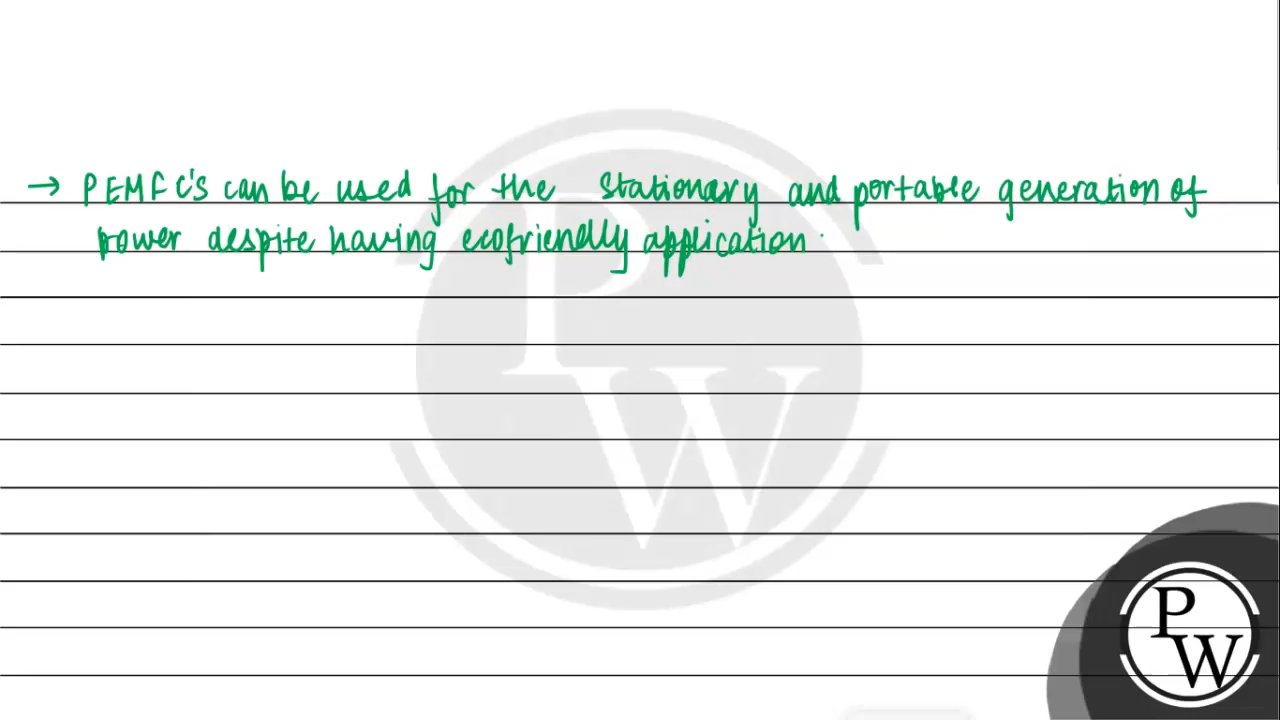 → PEMFC's can be used for the stationary and portable generation of
power despite having ecofriendly application.
P
W
P
W